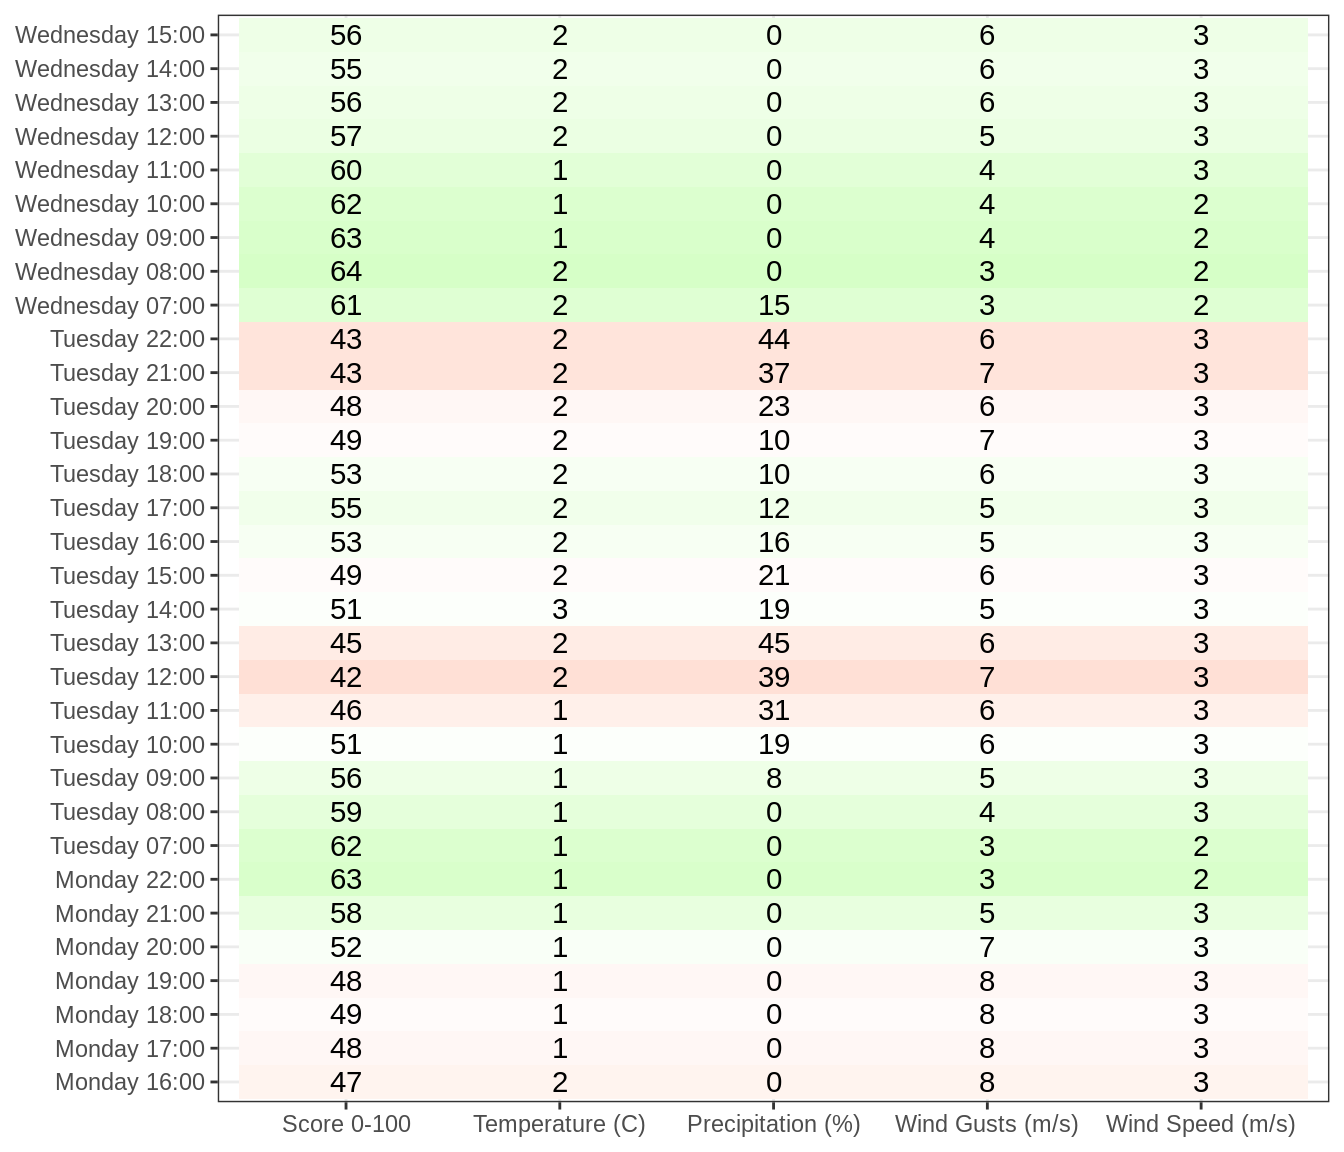 Wednesday 15:00 56 2 0 6 3
Wednesday 14:00 55 2 0 6 3
Wednesday 13:00 56 2 0 6 3
Wednesday 12:00 57 2 0 5 3
Wednesday 11:00 60 1 0 4 3
Wednesday 10:00 62 1 0 4 2
Wednesday 09:00 63 1 0 4 2
Wednesday 08:00 64 2 0 3 2
Wednesday 07:00 61 2 15 3 2
Tuesday 22:00 43 2 44 6 3
Tuesday 21:00 43 2 37 7 3
Tuesday 20:00 48 2 23 6 3
Tuesday 19:00 49 2 10 7 3
Tuesday 18:00 53 2 10 6 3
Tuesday 17:00 55 2 12 5 3
Tuesday 16:00 53 2 16 5 3
Tuesday 15:00 49 2 21 6 3
Tuesday 14:00 51 3 19 5 3
Tuesday 13:00 45 2 45 6 3
Tuesday 12:00 42 2 39 7 3
Tuesday 11:00 46 1 31 6 3
Tuesday 10:00 51 1 19 6 3
Tuesday 09:00 56 1 8 5 3
Tuesday 08:00 59 1 0 4 3
Tuesday 07:00 62 1 0 3 2
Monday 22:00 63 1 0 3 2
Monday 21:00 58 1 0 5 3
Monday 20:00 52 1 0 7 3
Monday 19:00 48 1 0 8 3
Monday 18:00 49 1 0 8 3
Monday 17:00 48 1 0 8 3
Monday 16:00 47 2 0 8 3
Score 0-100 Temperature (C) Precipitation (%) Wind Gusts (m/s) Wind Speed (m/s)